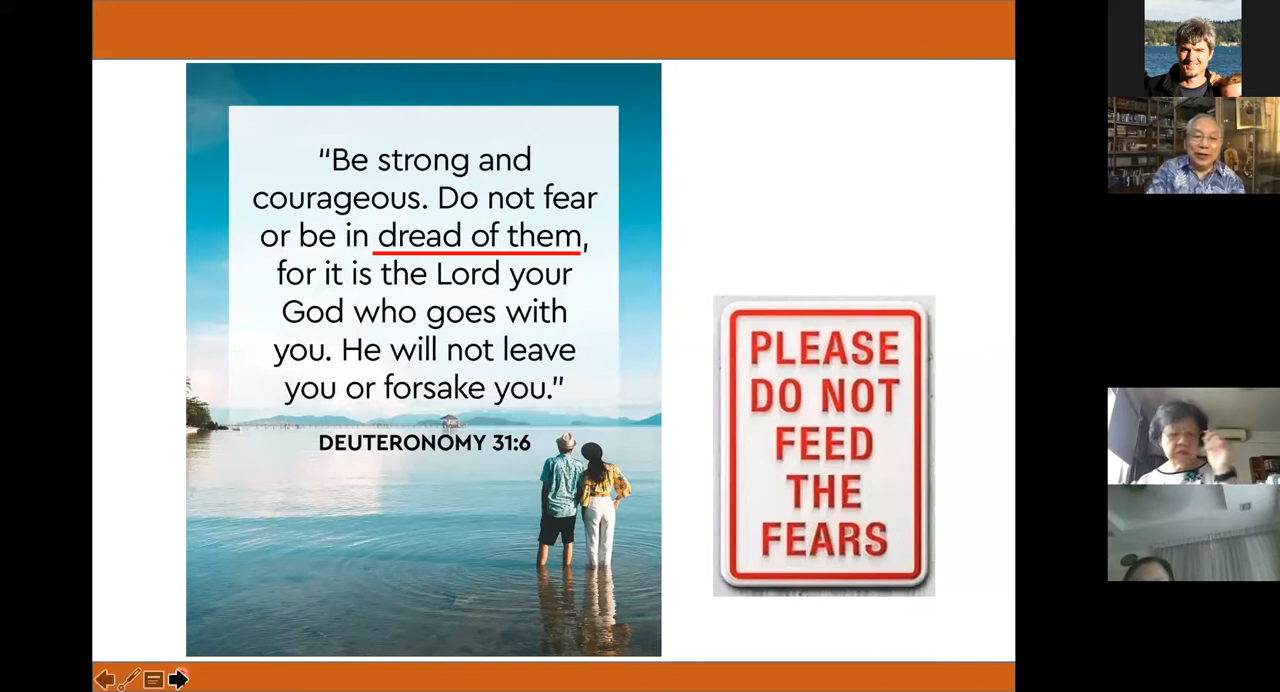 “Be strong and
courageous. Do not fear
or be in dread of them,
for it is the Lord your
God who goes with
you. He will not leave
you or forsake you.”
DEUTERONOMY 31:6
PLEASE
DO NOT
FEED
THE
FEARS